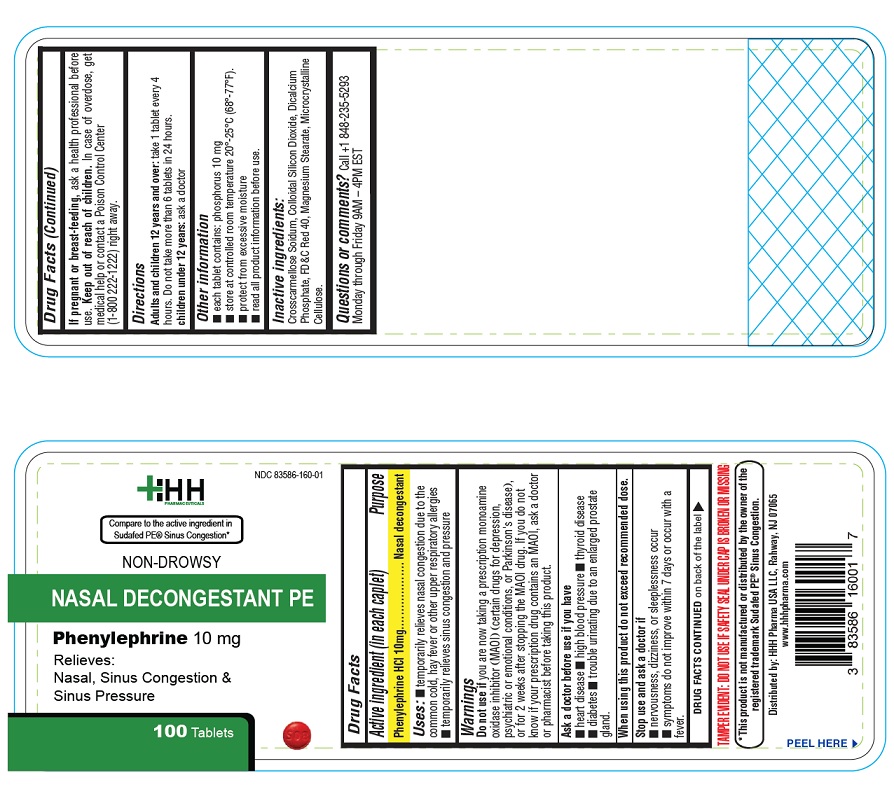 Drug Facts (Continued)
If pregnant or breast-feeding, ask a health professional before
use. Keep out of reach of children. In case of overdose, get
medical help or contact a Poison Control Center
(1-800 222-1222) right away.
Directions
Adults and children 12 years and over: take 1 tablet every 4
hours. Do not take more than 6 tablets in 24 hours.
children under 12 years: ask a doctor
Other information
■ each tablet contains: phosphorus 10 mg
■ store at controlled room temperature 20°-25°C (68°-77°F).
■ protect from excessive moisture
■ read all product information before use.
Inactive ingredients:
Crosscarmellose Soidum, Colloidal Silicon Dioxide, Dicalcium
Phosphate, FD&C Red 40, Magnesium Stearate, Microcrystalline
Cellulose.
Questions or comments? Call +1 848-235-5293
Monday through Friday 9AM – 4PM EST
NDC 83586-160-01
HH
PHARMACEUTICALS
Compare to the active ingredient in
Sudafed PE® Sinus Congestion*
NON-DROWSY
NASAL DECONGESTANT PE
Phenylephrine 10 mg
Relieves:
Nasal, Sinus Congestion &
Sinus Pressure
100 Tablets
Drug Facts
Active Ingredient (in each caplet) Purpose
Phenylephrine HCl 10mg.................. Nasal decongestant
Uses: ■ temporarily relieves nasal congestion due to the
common cold, hay fever or other upper respiratory allergies
■ temporarily relieves sinus congestion and pressure
Warnings
Do not use if you are now taking a prescription monoamine
oxidase inhibitor (MAOI) (certain drugs for depression,
psychiatric or emotional conditions, or Parkinson's disease),
or for 2 weeks after stopping the MAOI drug. If you do not
know if your prescription drug contains an MAOI, ask a doctor
or pharmacist before taking this product.
Ask a doctor before use if you have
■ heart disease ■ high blood pressure ■ thyroid disease
■ diabetes ■ trouble urinating due to an enlarged prostate
gland.
When using this product do not exceed recommended dose.
Stop use and ask a doctor if
■ nervousness, dizziness, or sleeplessness occur
■ symptoms do not improve within 7 days or occur with a
fever.
DRUG FACTS CONTINUED on back of the label ▶
TAMPER EVIDENT: DO NOT USE IF SAFETY SEAL UNDER CAP IS BROKEN OR MISSING
*This product is not manufactured or distributed by the owner of the
registered trademark Sudafed PE® Sinus Congestion.
Distributed by: HHH Pharma USA LLC, Rahway, NJ 07065
www.hhhpharma.com
3 83586 16001 7
PEEL HERE ▶